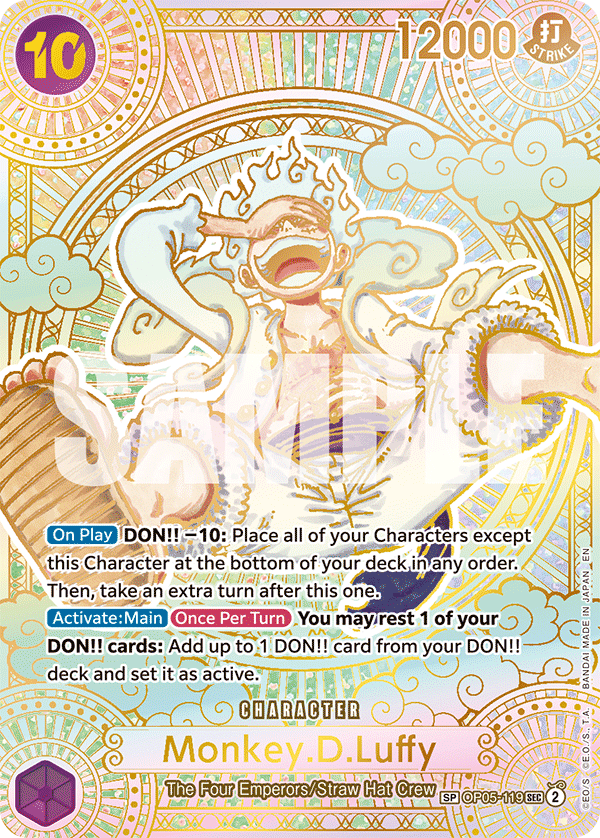 10
12000
打
STRIKE
SAMPLE
On Play DON!! −10: Place all of your Characters except
this Character at the bottom of your deck in any order.
Then, take an extra turn after this one.
Activate:Main Once Per Turn You may rest 1 of your
DON!! cards: Add up to 1 DON!! card from your DON!!
deck and set it as active.
CHARACTER
Monkey.D.Luffy
The Four Emperors/Straw Hat Crew SP OP05-119 SEC 2
©EO/S ©E.O./S., T.A. BANDAI MADE IN JAPAN EN